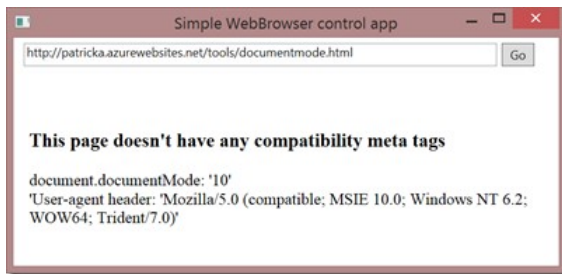 Simple WebBrowser control app
http://patricka.azurewebsites.net/tools/documentmode.html
Go
This page doesn't have any compatibility meta tags
document.documentMode: '10'
'User-agent header: 'Mozilla/5.0 (compatible; MSIE 10.0; Windows NT 6.2;
WOW64; Trident/7.0)'